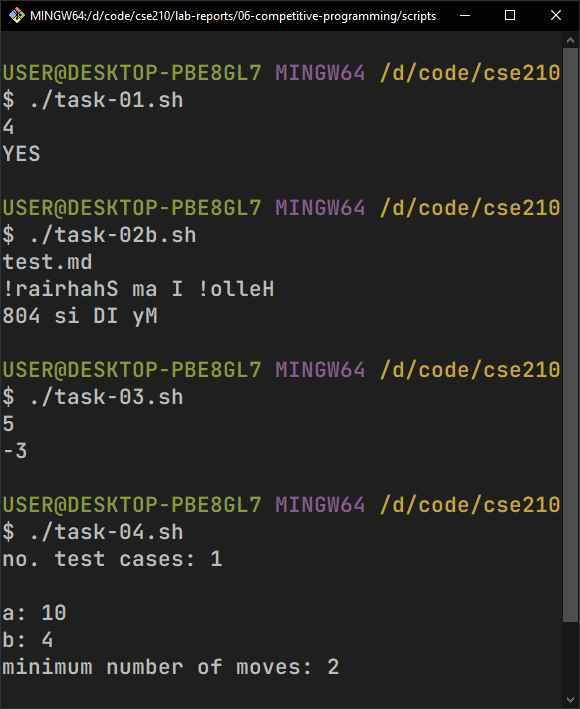 MINGW64:/d/code/cse210/lab-reports/06-competitive-programming/scripts
USER@DESKTOP-PBE8GL7 MINGW64 /d/code/cse210
$ ./task-01.sh
4
YES
USER@DESKTOP-PBE8GL7 MINGW64 /d/code/cse210
$ ./task-02b.sh
test.md
!rairhahS ma I !olleH
804 si DI yM
USER@DESKTOP-PBE8GL7 MINGW64 /d/code/cse210
$ ./task-03.sh
5
-3
USER@DESKTOP-PBE8GL7 MINGW64 /d/code/cse210
$ ./task-04.sh
no. test cases: 1
a: 10
b: 4
minimum number of moves: 2